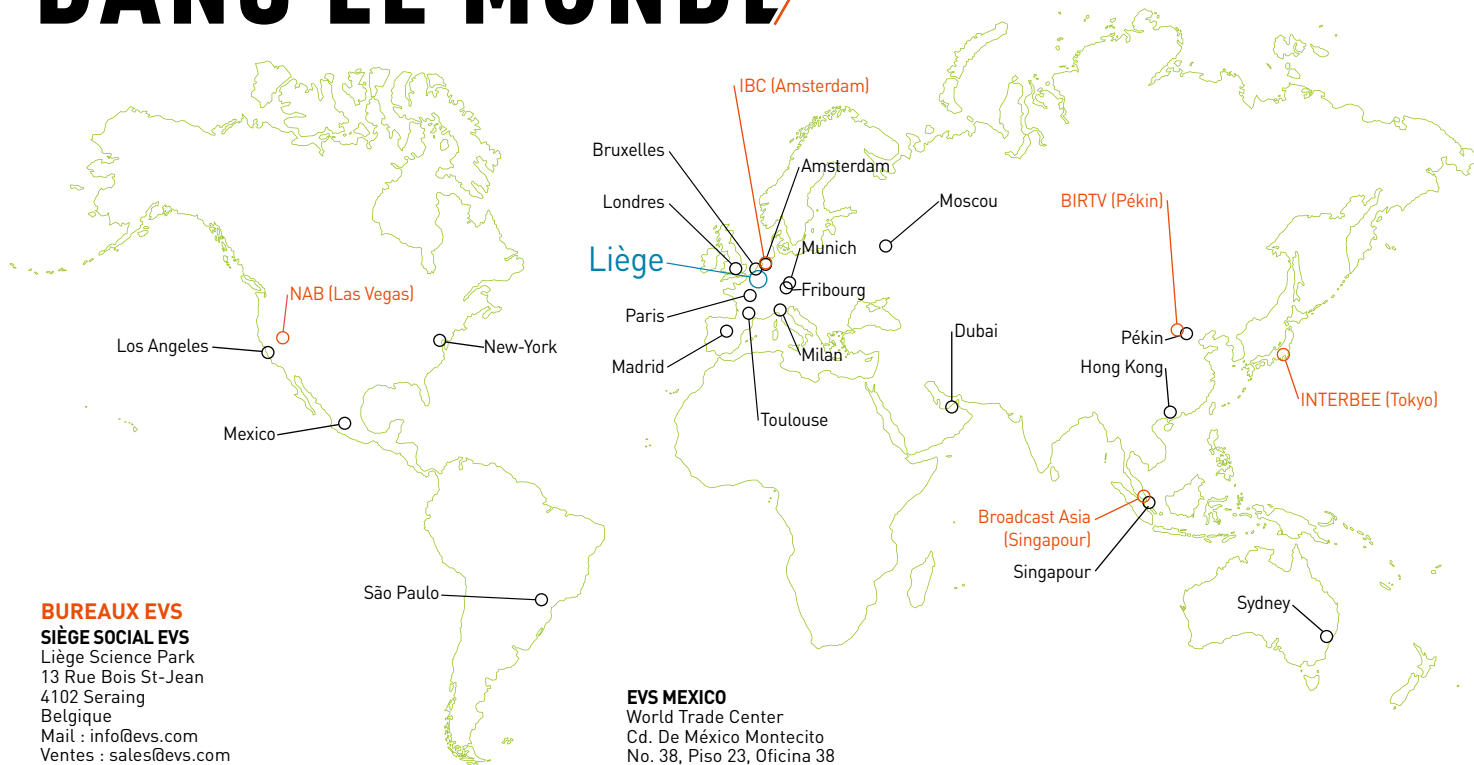 DANS LE MONDE
IBC (Amsterdam)
Bruxelles
Amsterdam
Londres
Moscou
BIRTV (Pékin)
Munich
Liège
Fribourg
NAB (Las Vegas)
Paris
Dubai
Pékin
Los Angeles
New-York
Milan
Madrid
Hong Kong
INTERBEE (Tokyo)
Toulouse
Mexico
Broadcast Asia
(Singapour)
Singapour
São Paulo
Sydney
BUREAUX EVS
SIÈGE SOCIAL EVS
Liège Science Park
13 Rue Bois St-Jean
4102 Seraing
Belgique
Mail : info@evs.com
Ventes : sales@evs.com
EVS MEXICO
World Trade Center
Cd. De México Montecito
No. 38, Piso 23, Oficina 38